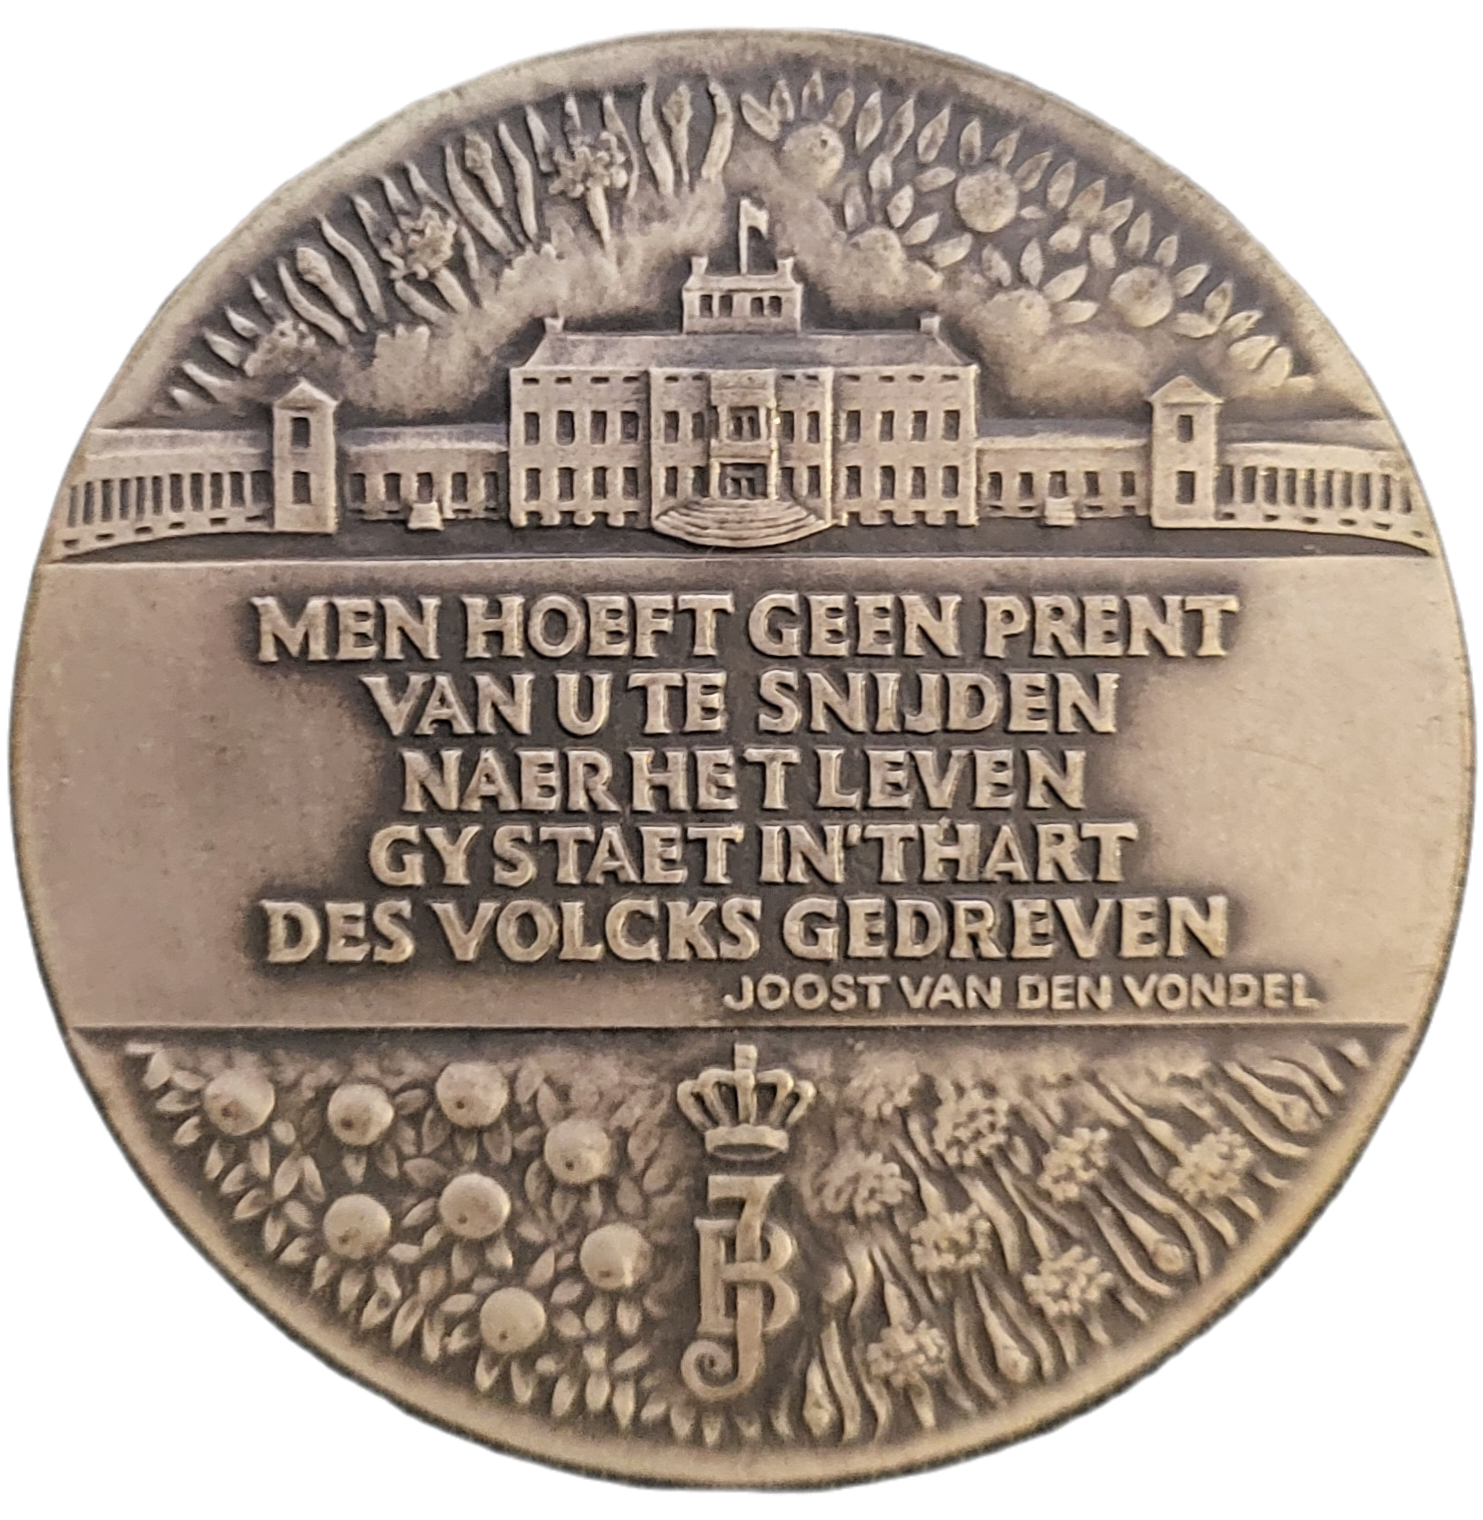 MEN HOEFT GEEN PRENT
VAN U TE SNIJDEN
NAER HET LEVEN
GY STAET IN 'T HART
DES VOLCKS GEDREVEN
JOOST VAN DEN VONDEL
JB